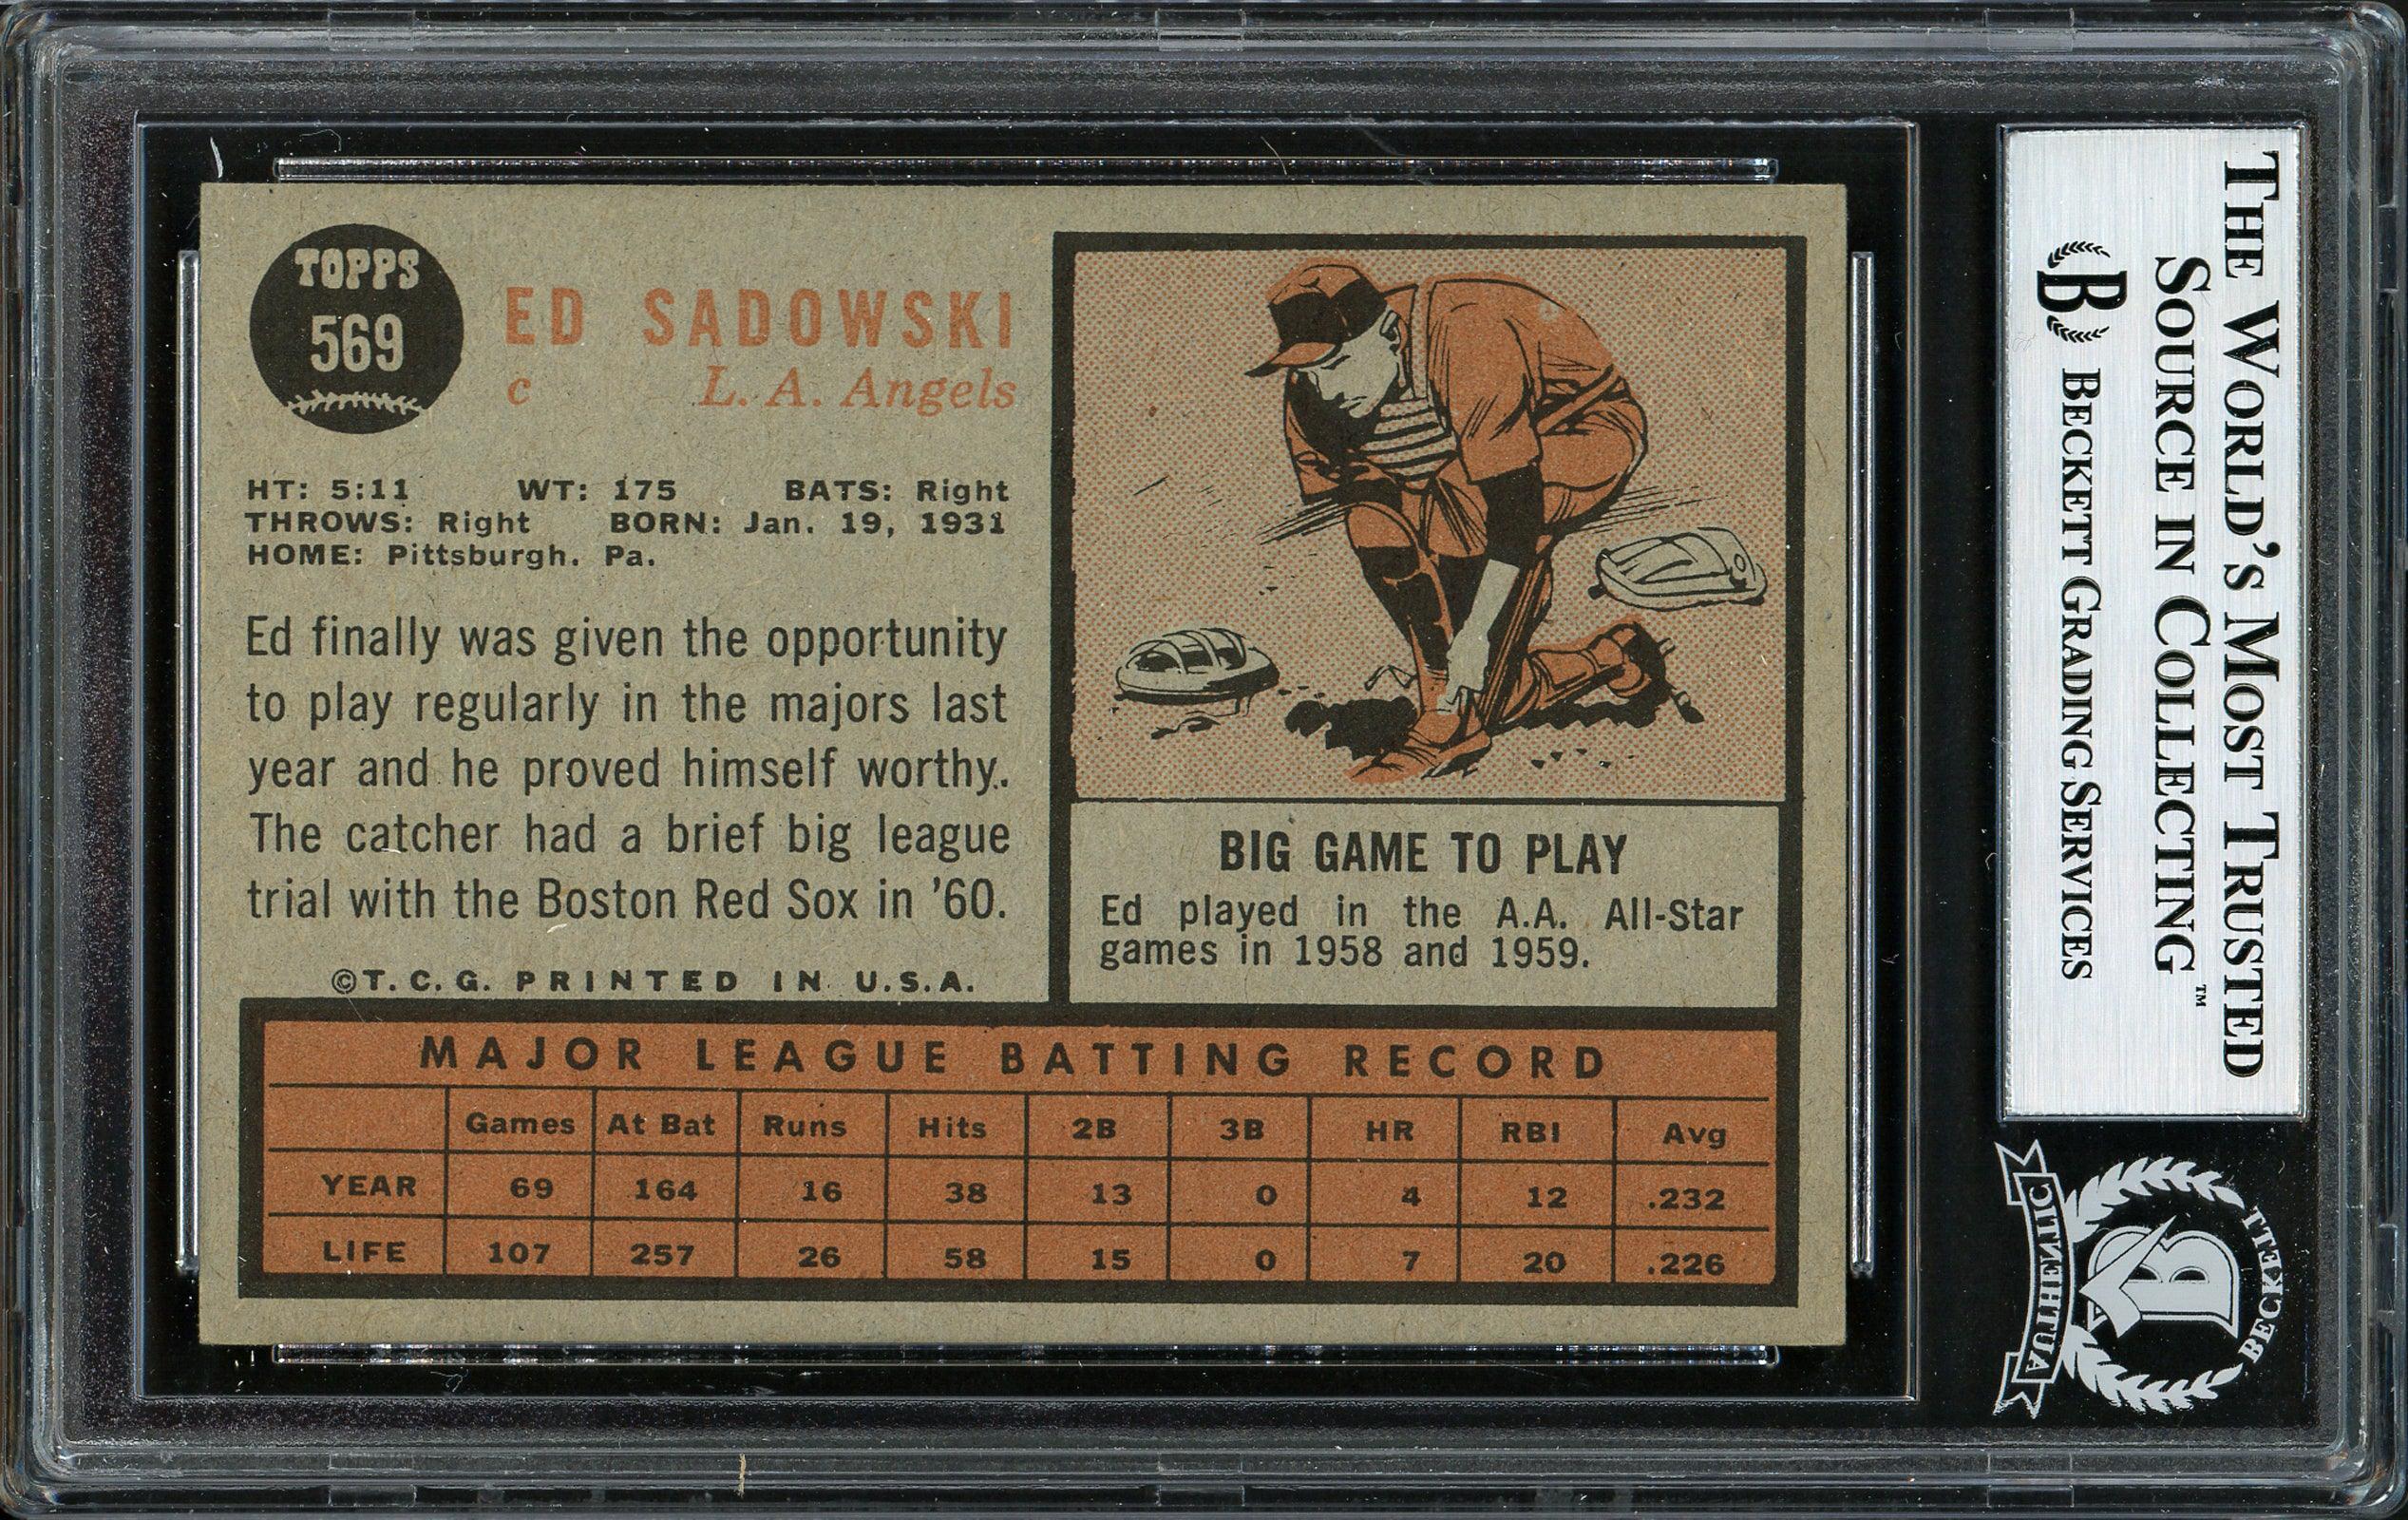 TOPPS
569
ED SADOWSKI
c L. A. Angels
HT: 5:11 WT: 175 BATS: Right
THROWS: Right BORN: Jan. 19, 1931
HOME: Pittsburgh. Pa.
Ed finally was given the opportunity
to play regularly in the majors last
year and he proved himself worthy.
The catcher had a brief big league
trial with the Boston Red Sox in '60.
©T. C. G. PRINTED IN U.S.A.
BIG GAME TO PLAY
Ed played in the A.A. All-Star
games in 1958 and 1959.
MAJOR LEAGUE BATTING RECORD
Games At Bat Runs Hits 2B 3B HR RBI Avg
YEAR 69 164 16 38 13 0 4 12 .232
LIFE 107 257 26 58 15 0 7 20 .226
THE WORLD'S MOST TRUSTED
SOURCE IN COLLECTING™
B BECKETT GRADING SERVICES
BECKETT
B
AUTHENTIC